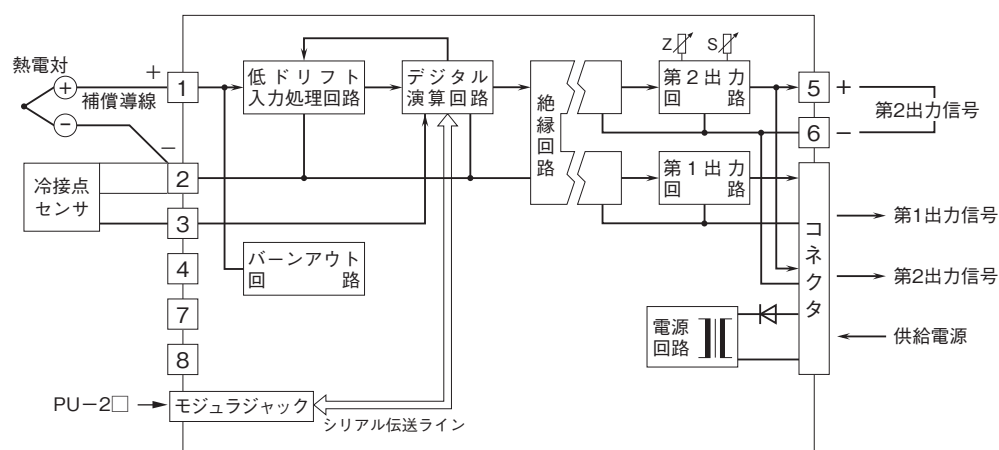 熱電対
+
補償導線
+
−
−
1
2
3
4
7
8
冷接点
センサ
低ドリフト
入力処理回路
デジタル
演算回路
バーンアウト
回路
絶縁回路
Z
S
第2出力
回路
第1出力
回路
電源
回路
コネクタ
5
6
+
−
第2出力信号
第1出力信号
第2出力信号
供給電源
PU−2□
モジュラジャック
シリアル伝送ライン